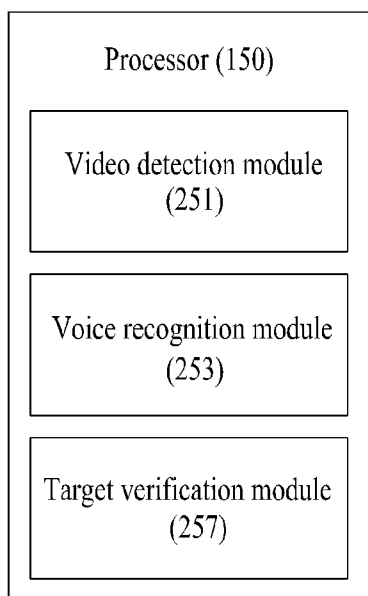 Processor (150)
Video detection module
(251)
Voice recognition module
(253)
Target verification module
(257)